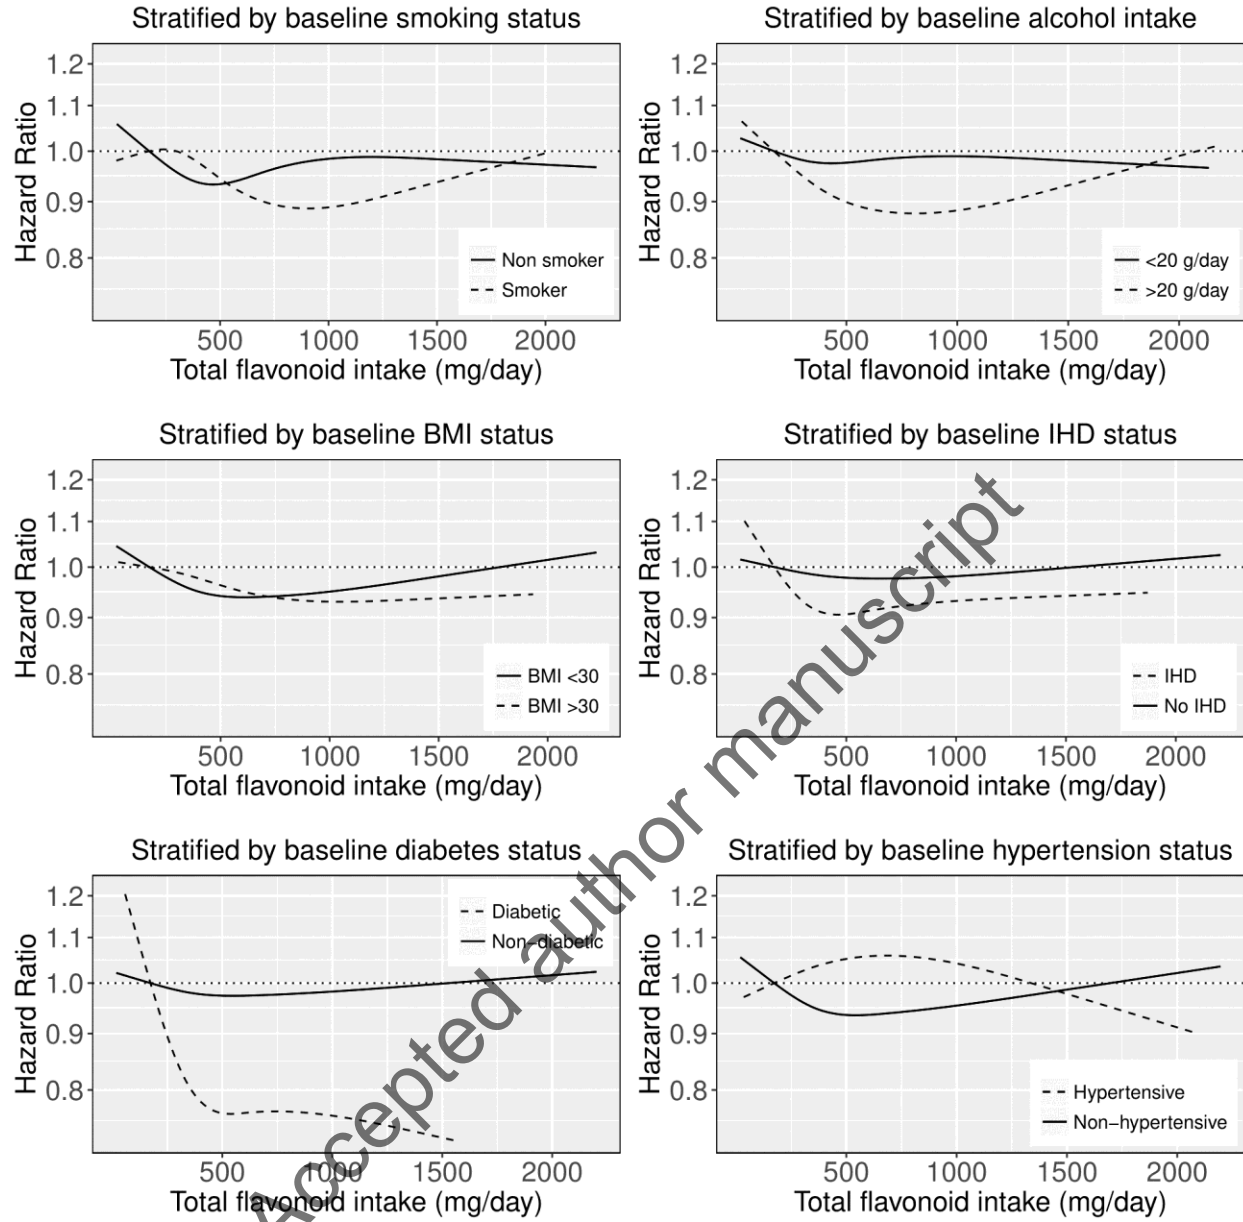 Stratified by baseline smoking status
Hazard Ratio
1.2
1.1
1.0
0.9
0.8
Non smoker
Smoker
500 1000 1500 2000
Total flavonoid intake (mg/day)
Stratified by baseline alcohol intake
Hazard Ratio
1.2
1.1
1.0
0.9
0.8
<20 g/day
>20 g/day
500 1000 1500 2000
Total flavonoid intake (mg/day)
Stratified by baseline BMI status
Hazard Ratio
1.2
1.1
1.0
0.9
0.8
BMI <30
BMI >30
500 1000 1500 2000
Total flavonoid intake (mg/day)
Stratified by baseline IHD status
Hazard Ratio
1.2
1.1
1.0
0.9
0.8
IHD
No IHD
500 1000 1500 2000
Total flavonoid intake (mg/day)
Stratified by baseline diabetes status
Hazard Ratio
1.2
1.1
1.0
0.9
0.8
Diabetic
Non-diabetic
500 1000 1500 2000
Total flavonoid intake (mg/day)
Stratified by baseline hypertension status
Hazard Ratio
1.2
1.1
1.0
0.9
0.8
Hypertensive
Non-hypertensive
500 1000 1500 2000
Total flavonoid intake (mg/day)
Accepted author manuscript